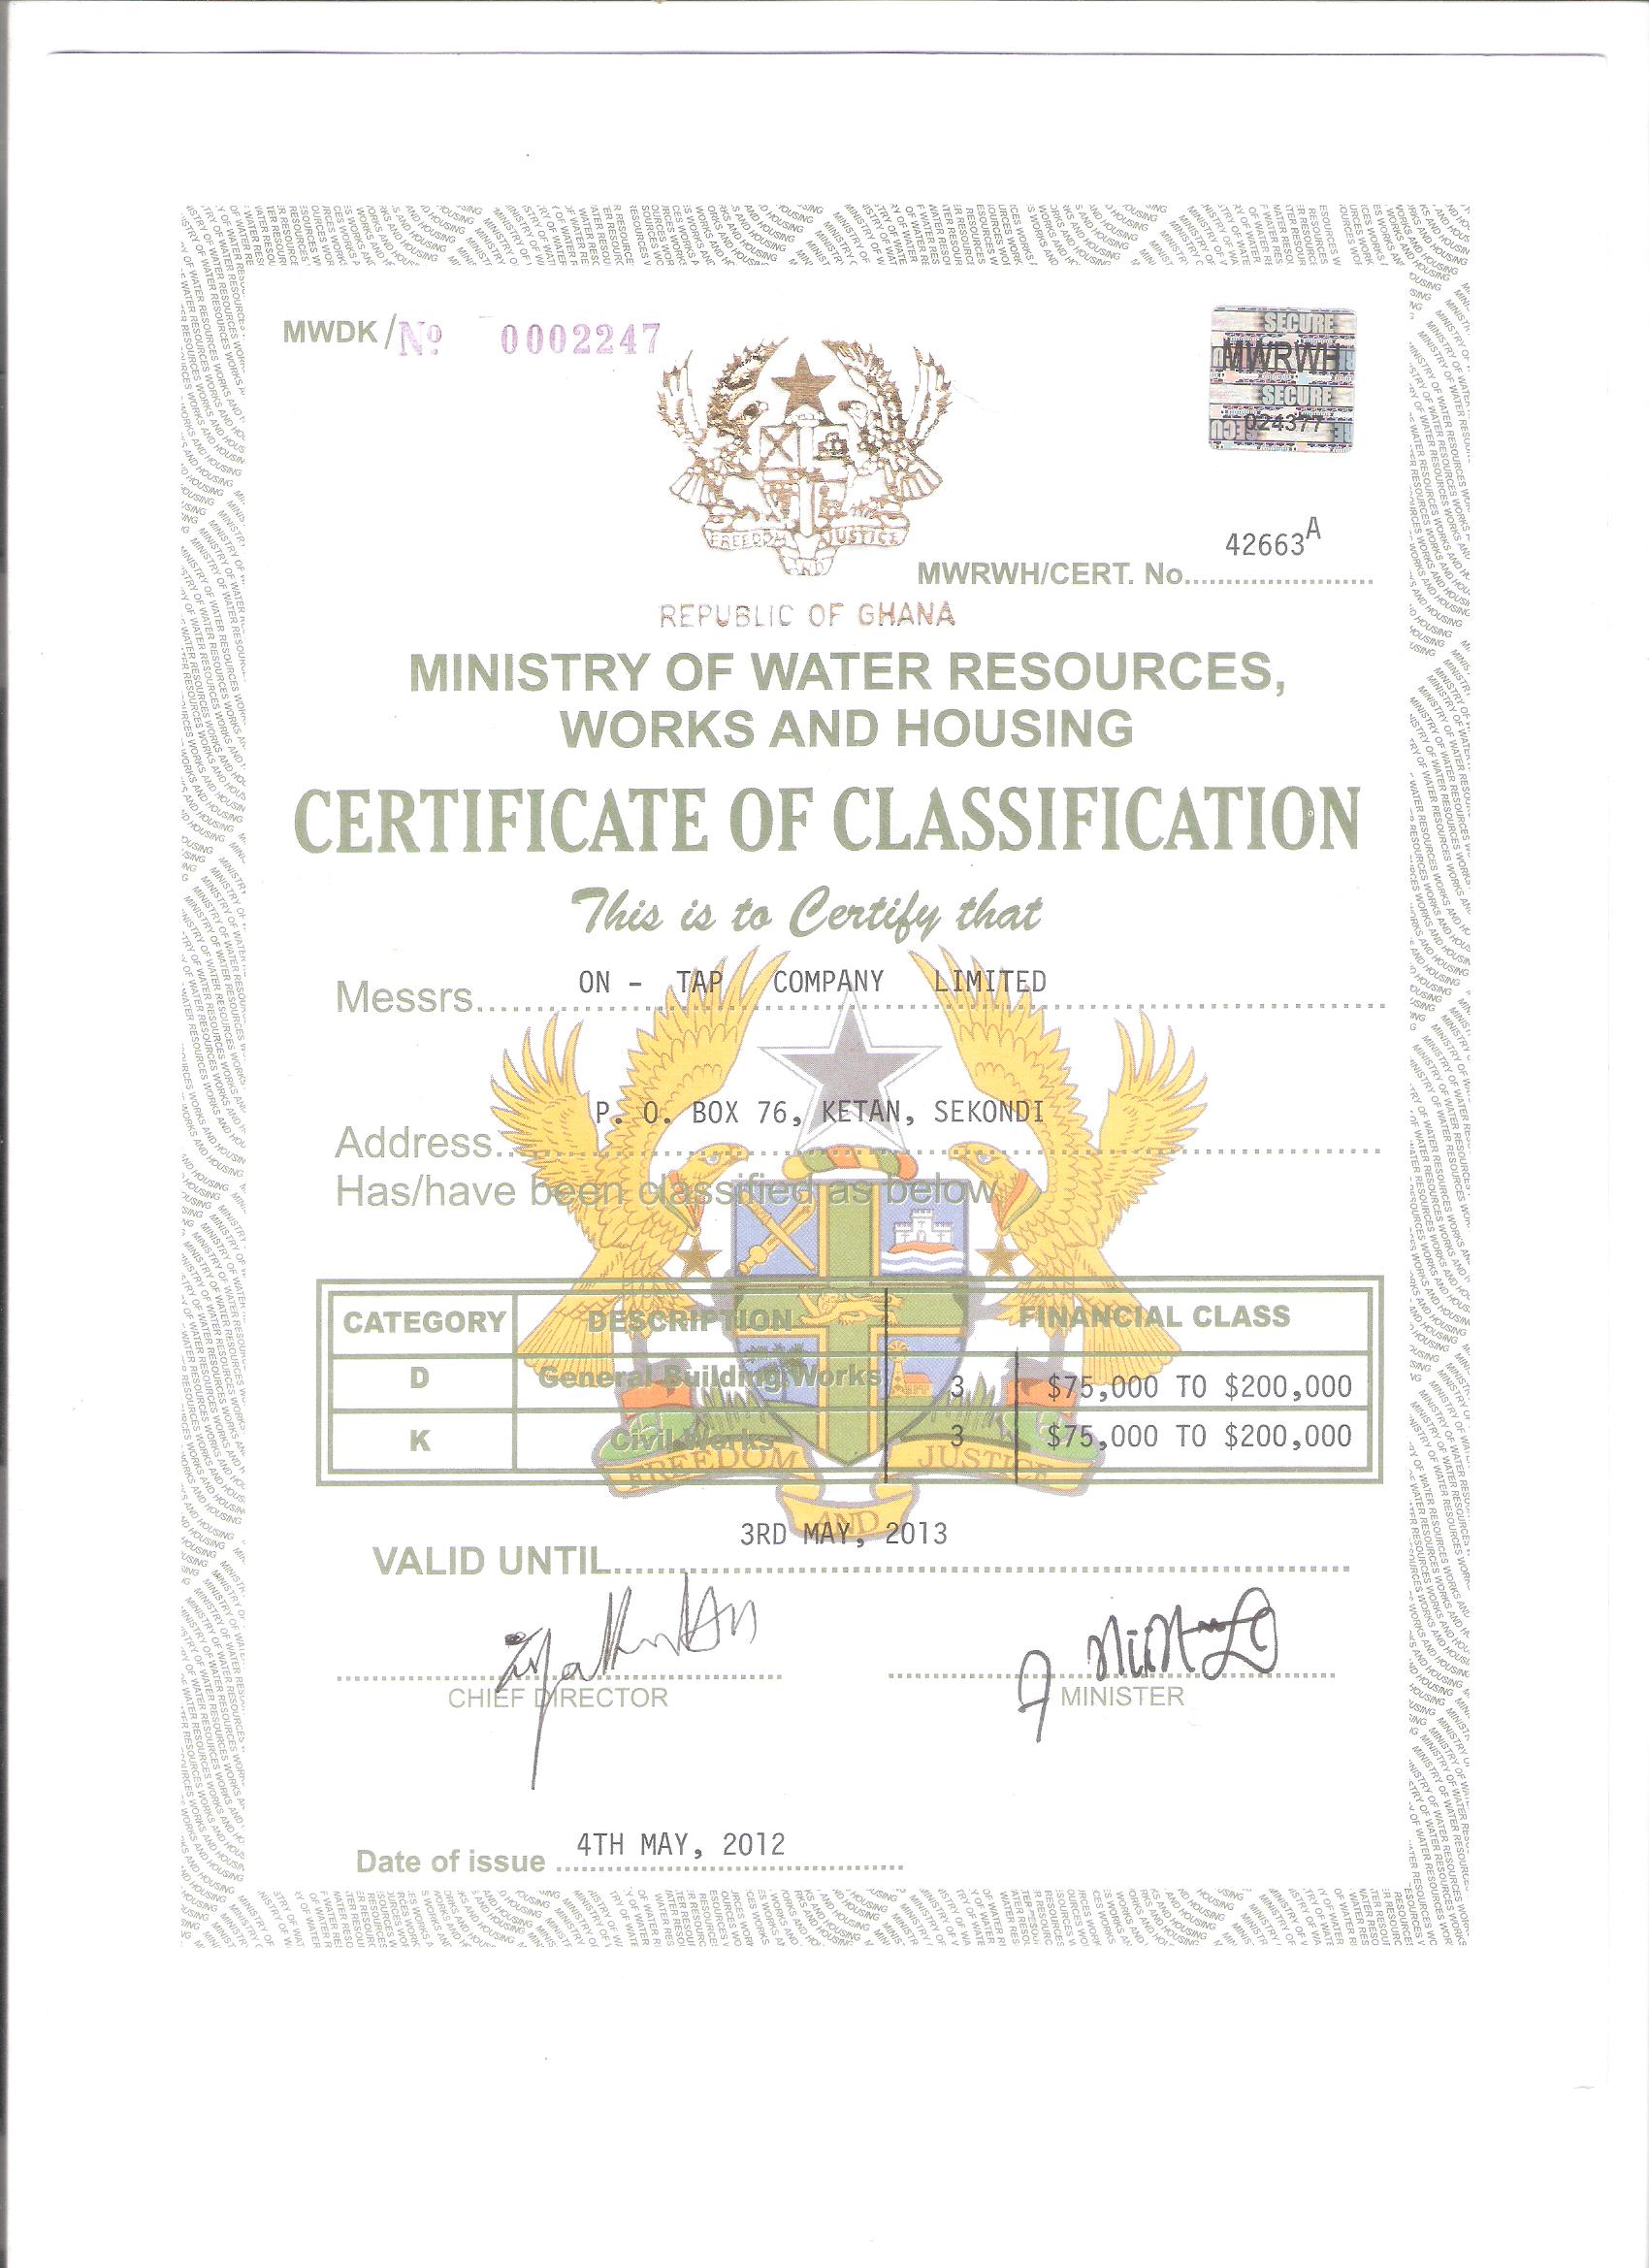 MWDK/Nº 0002247
SECURE
MWRWH
SECURE
024377
FREEDOM AND JUSTICE
42663A
MWRWH/CERT. No.......................
REPUBLIC OF GHANA
MINISTRY OF WATER RESOURCES,
WORKS AND HOUSING
CERTIFICATE OF CLASSIFICATION
This is to Certify that
Messrs. ON - TAP COMPANY LIMITED
Address. P. O. BOX 76, KETAN, SEKONDI
Has/have been classified as below
CATEGORY DESCRIPTION FINANCIAL CLASS
D General Building Works 3 $75,000 TO $200,000
K Civil Works 3 $75,000 TO $200,000
FREEDOM AND JUSTICE
VALID UNTIL 3RD MAY, 2013
CHIEF DIRECTOR MINISTER
Date of issue 4TH MAY, 2012